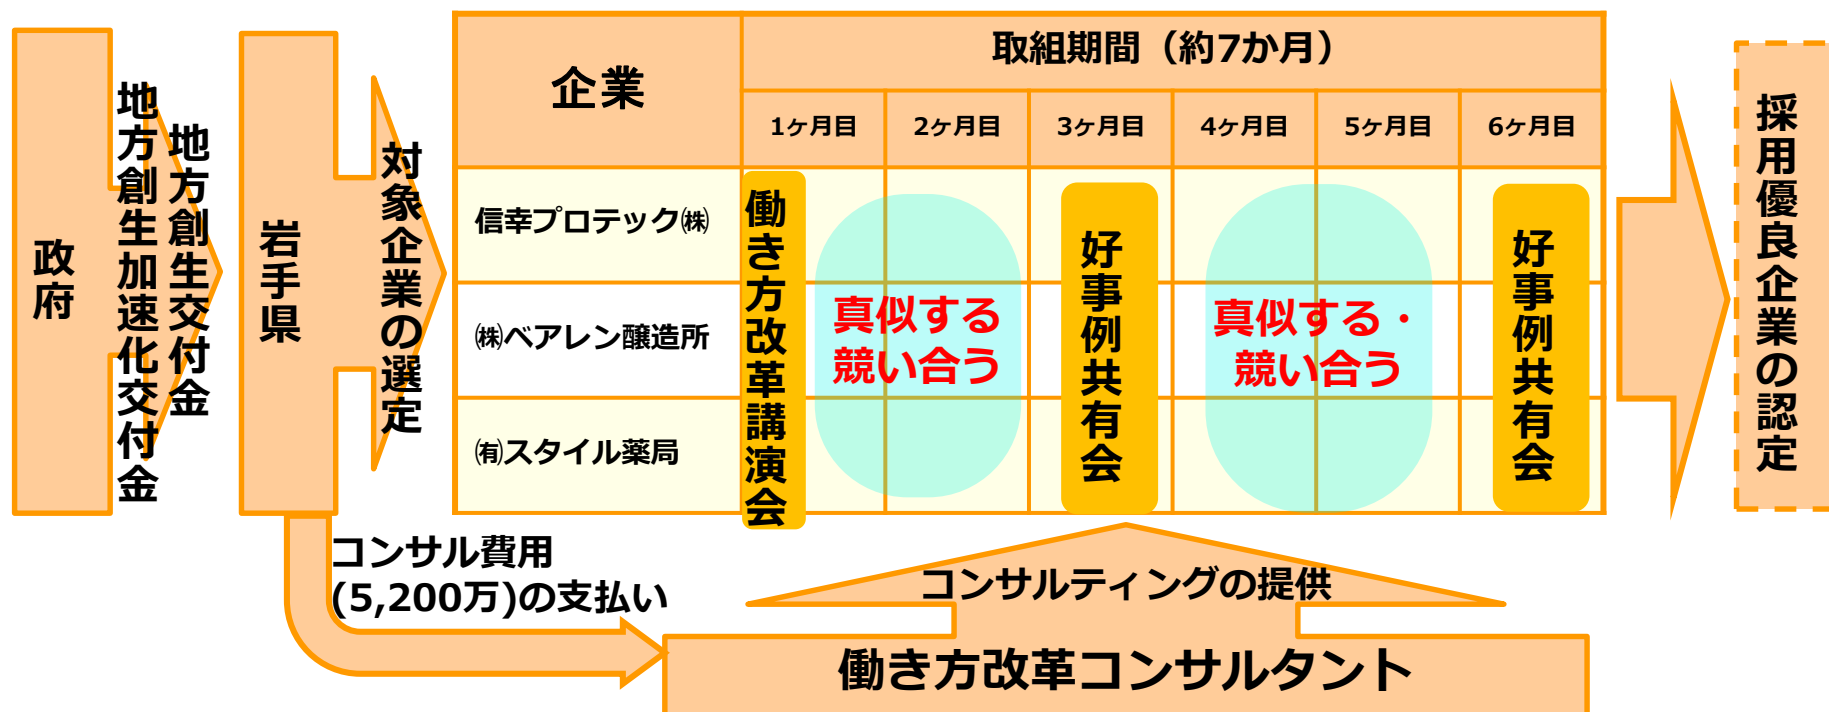 政府
地方創生加速化交付金
地方創生交付金
岩手県
対象企業の選定
企業
取組期間（約7か月）
1ヶ月目
2ヶ月目
3ヶ月目
4ヶ月目
5ヶ月目
6ヶ月目
信幸プロテック㈱
㈱ベアレン醸造所
㈲スタイル薬局
働き方改革講演会
真似する
競い合う
好事例共有会
真似する・
競い合う
好事例共有会
採用優良企業の認定
コンサル費用
(5,200万)の支払い
コンサルティングの提供
働き方改革コンサルタント